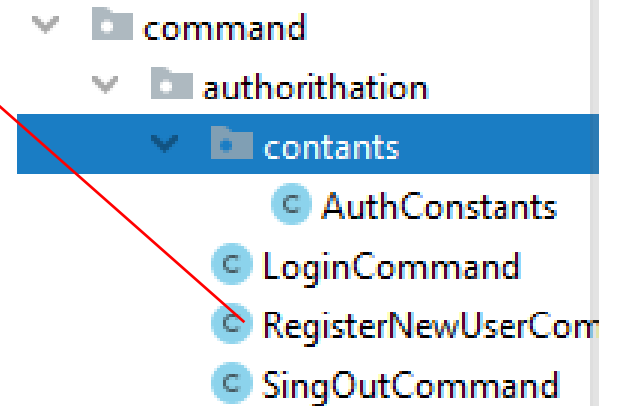 command
authorithation
contants
C AuthConstants
C LoginCommand
C RegisterNewUserCom
C SingOutCommand